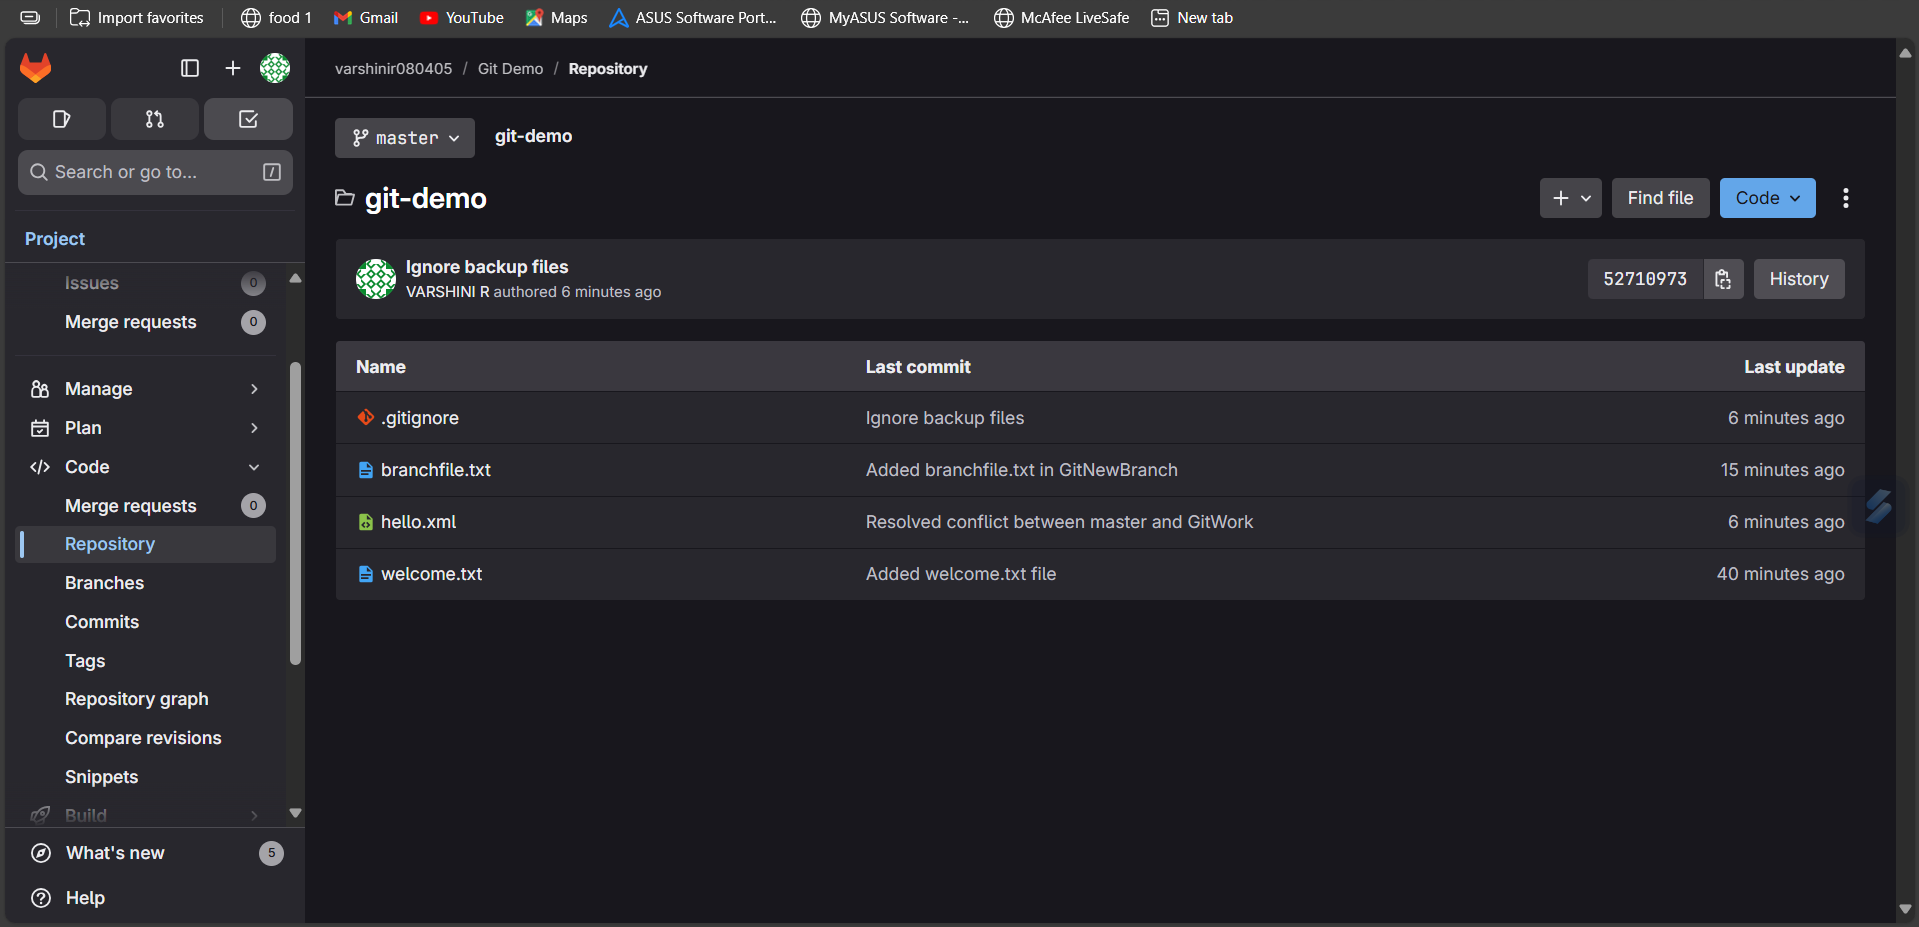 Import favorites food 1 Gmail YouTube Maps ASUS Software Port... MyASUS Software -... McAfee LiveSafe New tab
varshinir080405 / Git Demo / Repository
Search or go to... /
Project
Issues 0
Merge requests 0
Manage
Plan
Code
Merge requests 0
Repository
Branches
Commits
Tags
Repository graph
Compare revisions
Snippets
Build
What's new 5
Help
master git-demo
git-demo
Find file Code
Ignore backup files
VARSHINI R authored 6 minutes ago
52710973 History
Name Last commit Last update
.gitignore Ignore backup files 6 minutes ago
branchfile.txt Added branchfile.txt in GitNewBranch 15 minutes ago
hello.xml Resolved conflict between master and GitWork 6 minutes ago
welcome.txt Added welcome.txt file 40 minutes ago